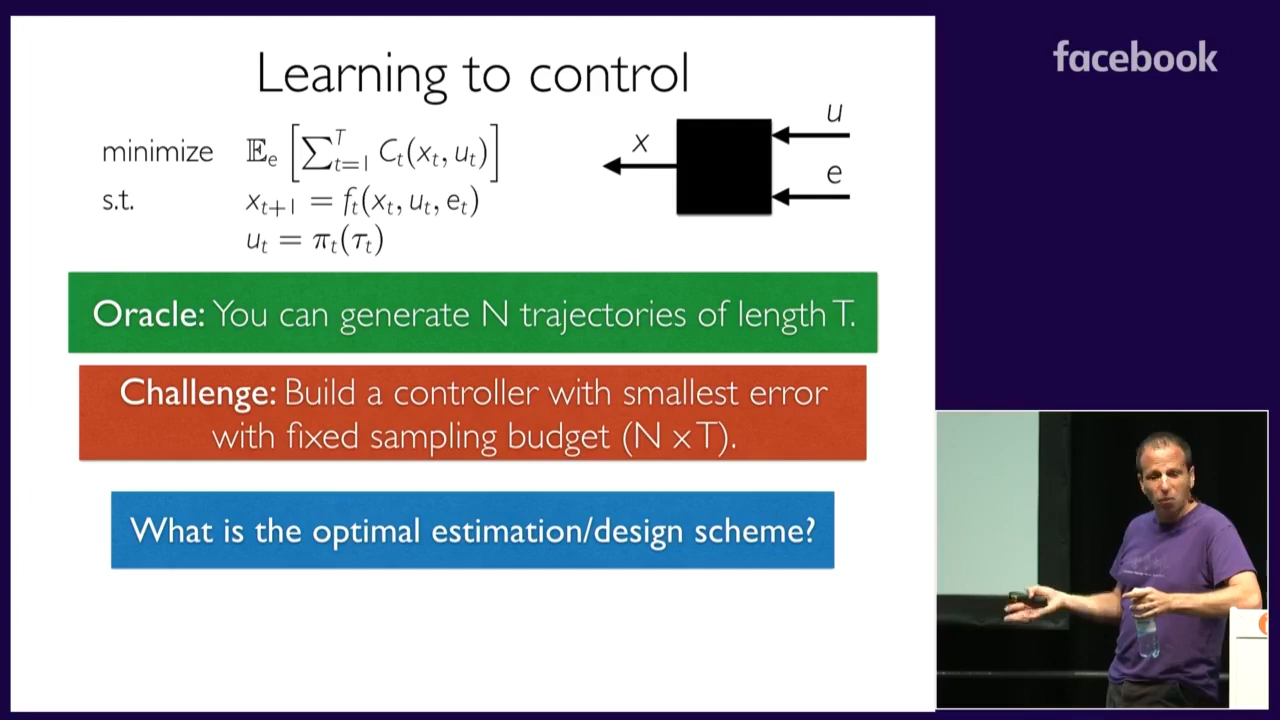 Learning to control
facebook
minimize 𝔼ₑ [∑ᵀₜ₌₁ Cₜ(xₜ, uₜ)]
s.t. xₜ₊₁ = fₜ(xₜ, uₜ, eₜ)
uₜ = πₜ(τₜ)
x
u
e
Oracle: You can generate N trajectories of length T.
Challenge: Build a controller with smallest error
with fixed sampling budget (N x T).
What is the optimal estimation/design scheme?